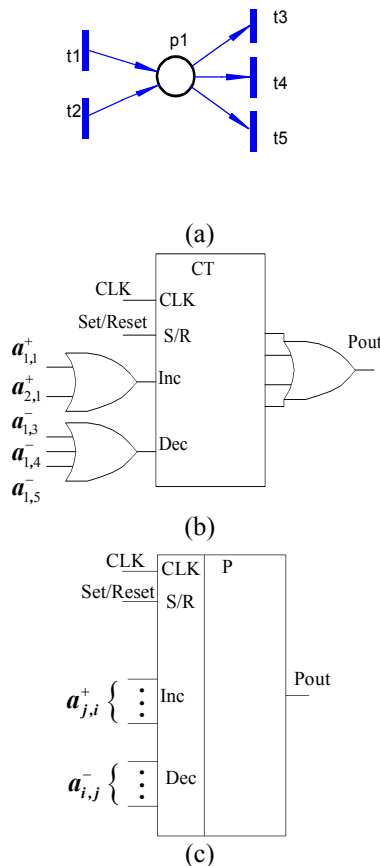 t1
t2
p1
t3
t4
t5
(a)
CT
CLK
CLK
Set/Reset
S/R
a⁺₁,₁
a⁺₂,₁
Inc
a⁻₁,₃
a⁻₁,₄
a⁻₁,₅
Dec
Pout
(b)
CLK
CLK
P
Set/Reset
S/R
a⁺ⱼ,ᵢ {
Inc
Pout
a⁻ᵢ,ⱼ {
Dec
(c)